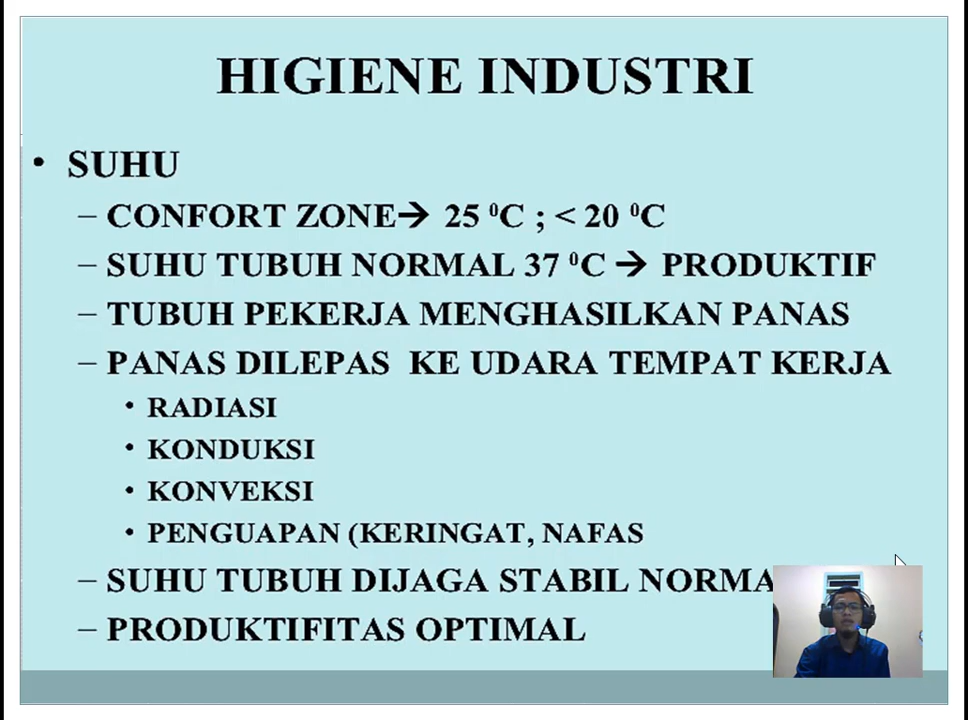 HIGIENE INDUSTRI
• SUHU
– CONFORT ZONE→ 25 ⁰C ; < 20 ⁰C
– SUHU TUBUH NORMAL 37 ⁰C → PRODUKTIF
– TUBUH PEKERJA MENGHASILKAN PANAS
– PANAS DILEPAS KE UDARA TEMPAT KERJA
• RADIASI
• KONDUKSI
• KONVEKSI
• PENGUAPAN (KERINGAT, NAFAS
– SUHU TUBUH DIJAGA STABIL NORMA
– PRODUKTIFITAS OPTIMAL